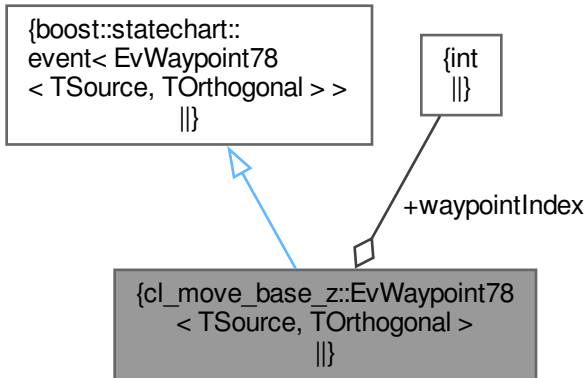 {boost::statechart::
event< EvWaypoint78
< TSource, TOrthogonal > >
||}
{int
||}
+waypointIndex
{cl_move_base_z::EvWaypoint78
< TSource, TOrthogonal >
||}